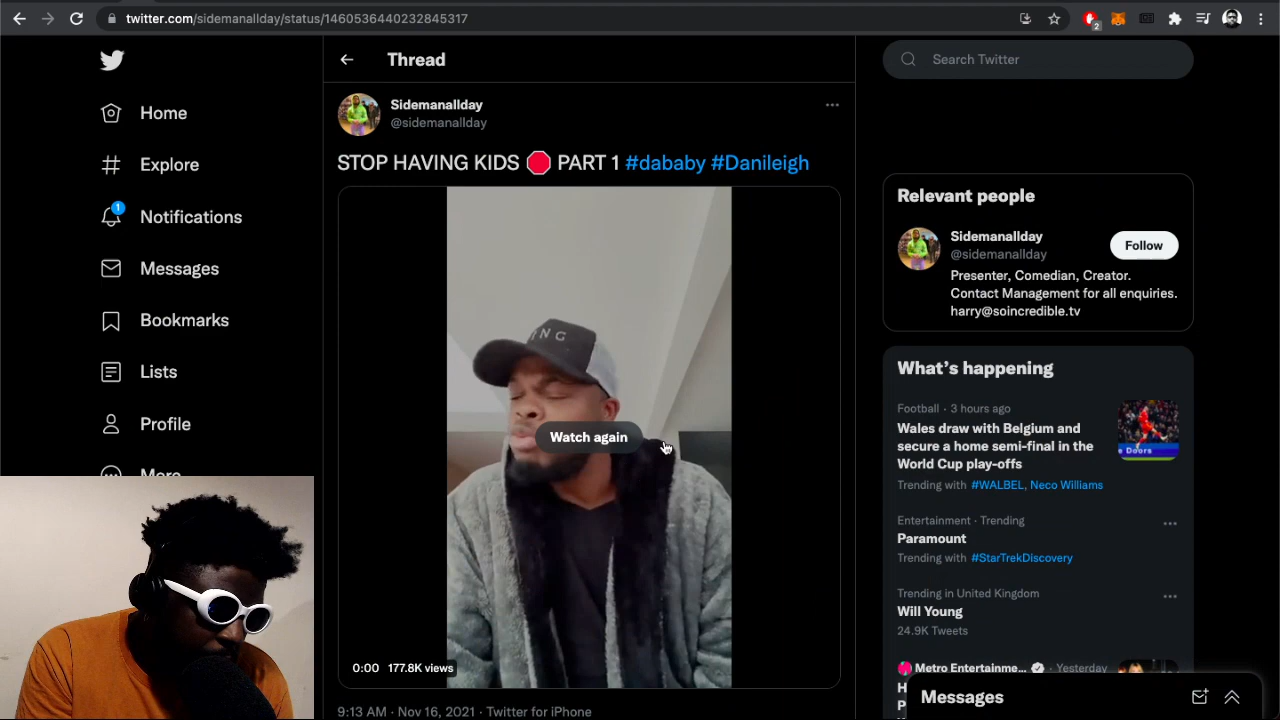 twitter.com/sidemanallday/status/1460536440232845317
2
Home
Explore
1
Notifications
Messages
Bookmarks
Lists
Profile
More
Thread
Sidemanallday
@sidemanallday
STOP HAVING KIDS 🛑 PART 1 #dababy #Danileigh
ING
Watch again
0:00 177.8K views
9:13 AM · Nov 16, 2021 · Twitter for iPhone
Search Twitter
Relevant people
Sidemanallday
@sidemanallday
Follow
Presenter, Comedian, Creator.
Contact Management for all enquiries.
harry@soincredible.tv
What's happening
Football · 3 hours ago
Wales draw with Belgium and
secure a home semi-final in the
World Cup play-offs
Trending with #WALBEL, Neco Williams
e Doors
Entertainment · Trending
Paramount
Trending with #StarTrekDiscovery
Trending in United Kingdom
Will Young
24.9K Tweets
Metro Entertainme... · Yesterday
Messages